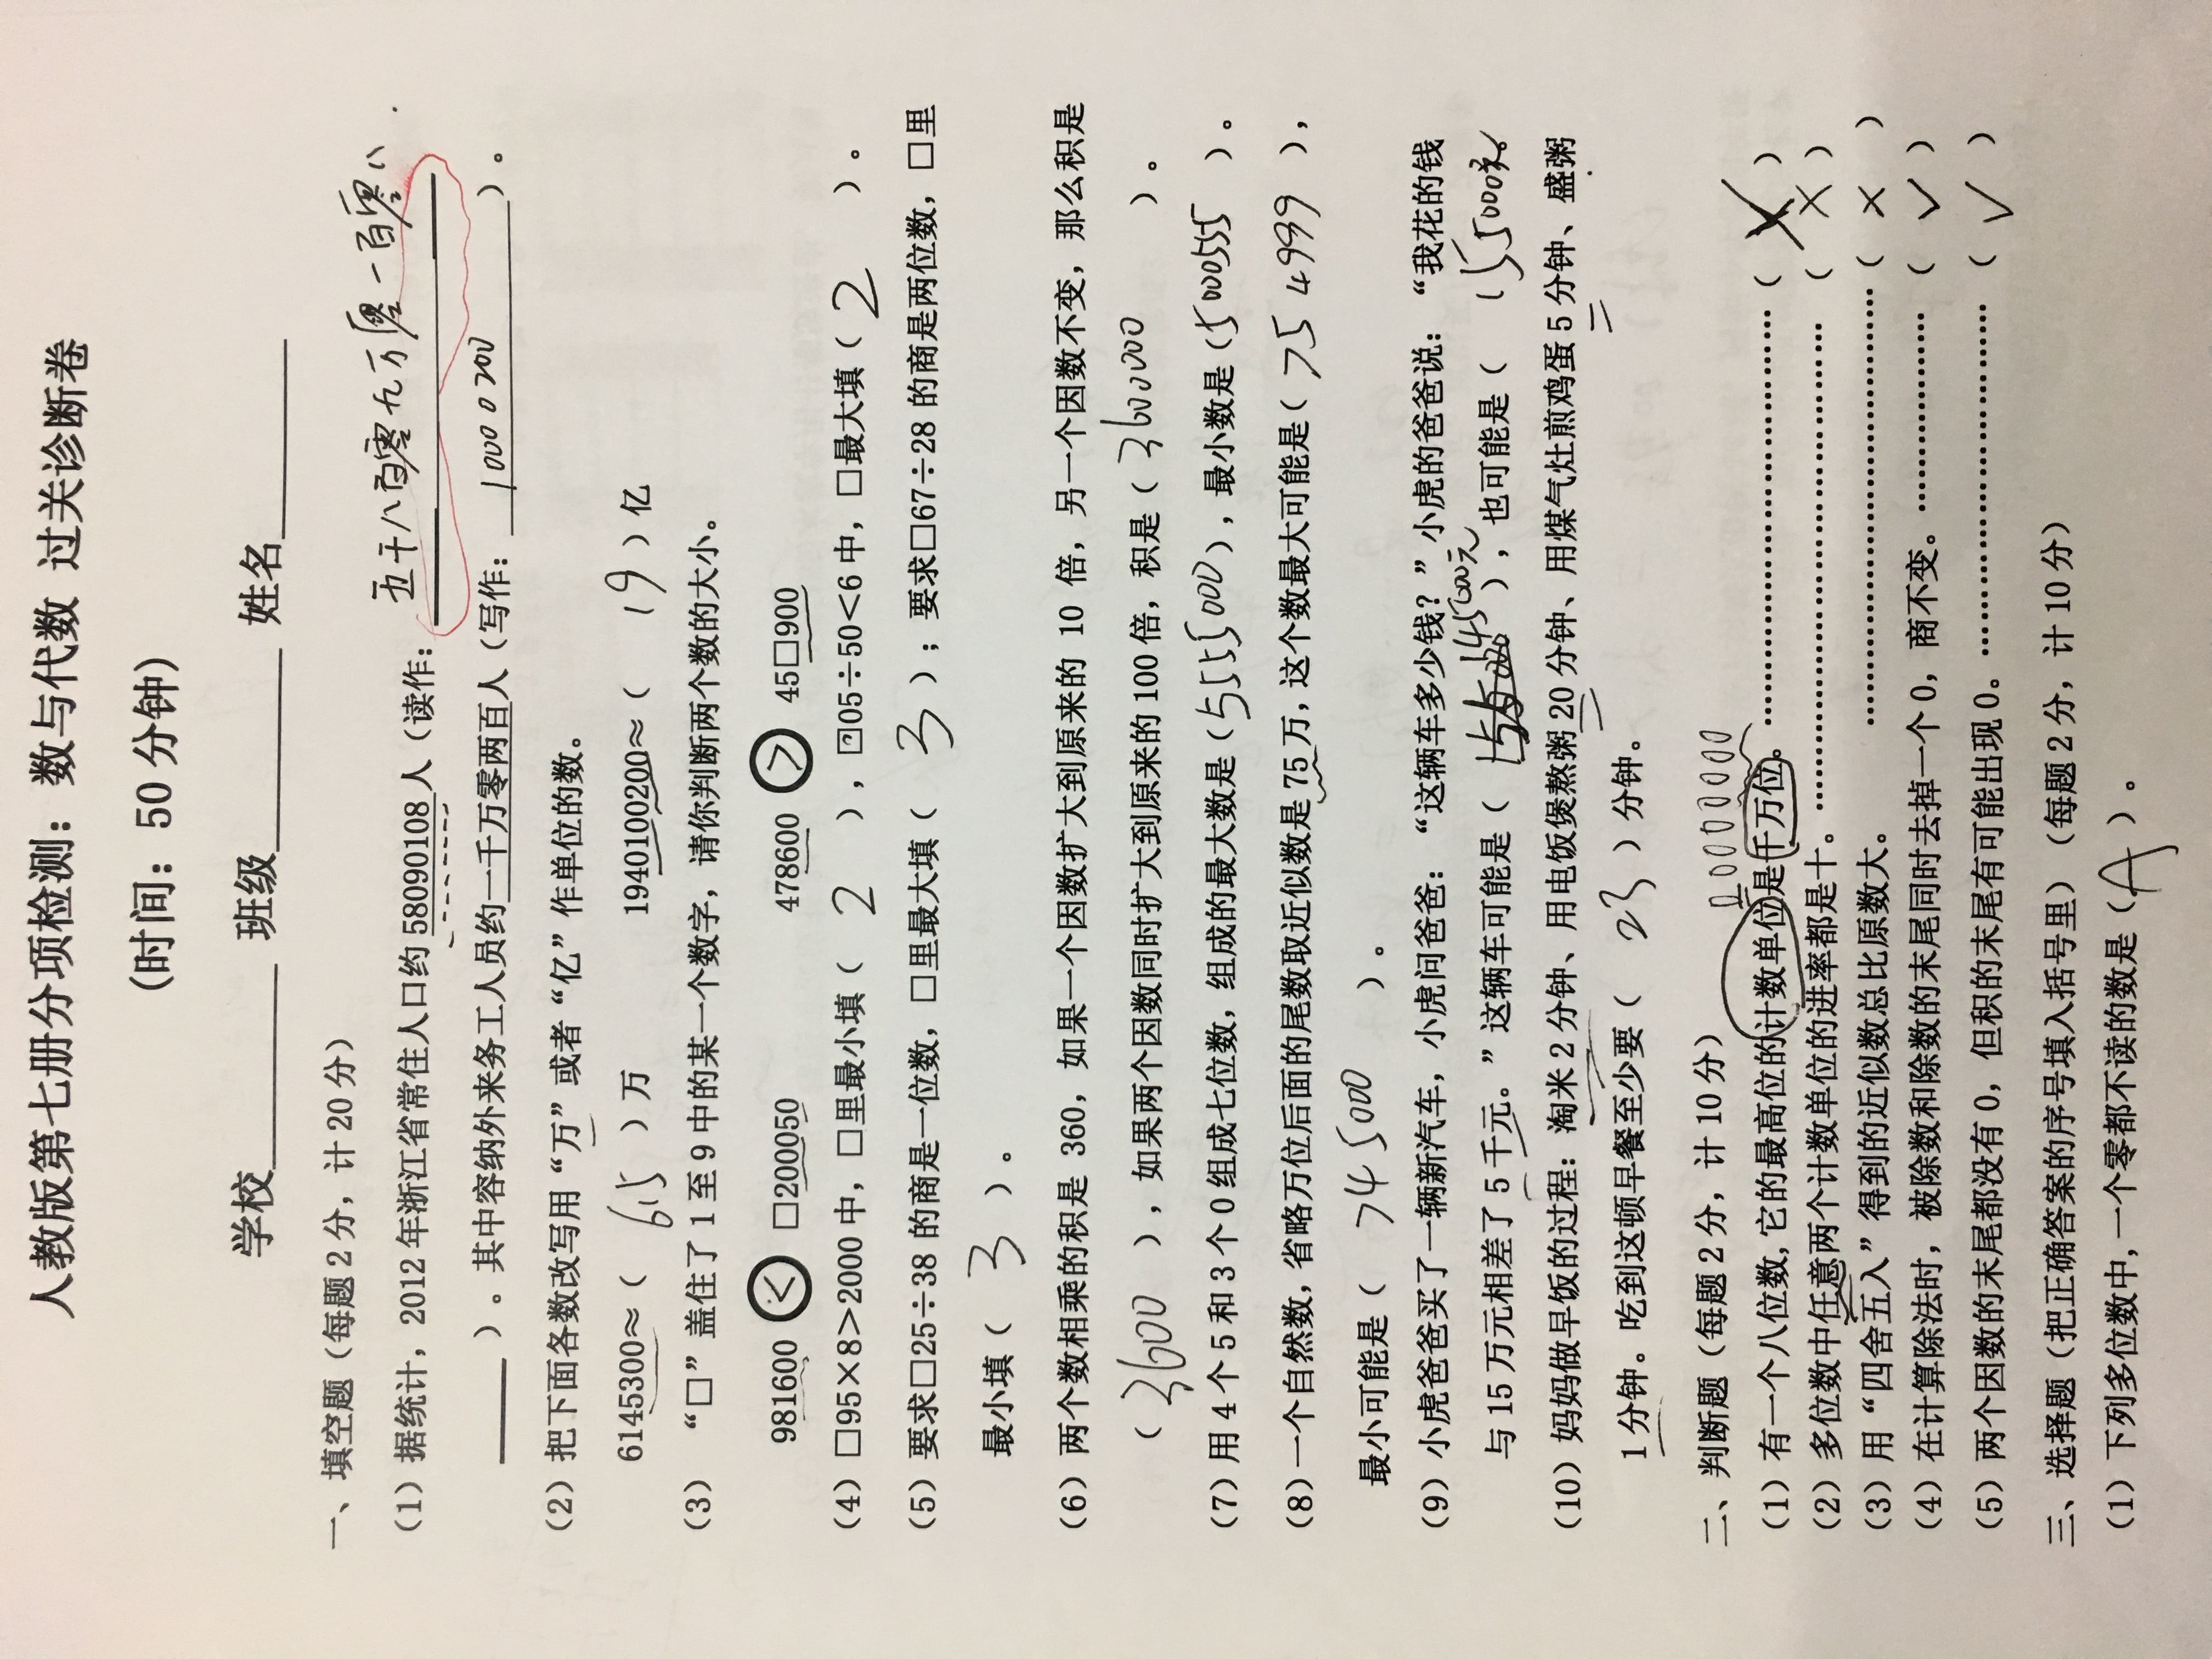 人教版第七册分项检测：数与代数 过关诊断卷
(时间：50 分钟)
学校________ 班级________ 姓名________
一、填空题（每题 2 分，计 20 分）
（1）据统计，2012 年浙江省常住人口约 58090108 人（读作：五千八百零九万零一百零八
____）。其中容纳外来务工人员约一千万零两百人（写作：10000200）。
（2）把下面各数改写用“万”或者“亿”作单位的数。
6145300≈（ 615 ）万 1940100200≈（ 19 ）亿
（3） “□”盖住了 1 至 9 中的某一个数字，请你判断两个数的大小。
981600 < □200050 478600 > 45□900
（4）□95×8＞2000 中，□里最小填（ 2 ），□05÷50＜6 中，□最大填（ 2 ）。
（5）要求□25÷38 的商是一位数，□里最大填（ 3 ）；要求□67÷28 的商是两位数，□里
最小填（ 3 ）。
（6）两个数相乘的积是 360，如果一个因数扩大到原来的 10 倍，另一个因数不变，那么积是
（ 3600 ），如果两个因数同时扩大到原来的 100 倍，积是（ 3600000 ）。
（7）用 4 个 5 和 3 个 0 组成七位数，组成的最大数是（5555000），最小数是（5000555）。
（8）一个自然数，省略万位后面的尾数取近似数是 75 万，这个数最大可能是（ 754999 ），
最小可能是（ 745000 ）。
（9）小虎爸爸买了一辆新汽车，小虎问爸爸：“这辆车多少钱？”小虎的爸爸说：“我花的钱
与 15 万元相差了 5 千元。”这辆车可能是（ 145000元 ），也可能是（ 155000元
（10）妈妈做早饭的过程：淘米 2 分钟、用电饭煲熬粥 20 分钟、用煤气灶煎鸡蛋 5 分钟、盛粥
1 分钟。吃到这顿早餐至少要（ 23 ）分钟。
二、判断题（每题 2 分，计 10 分）
00000000
（1）有一个八位数,它的最高位的计数单位是千万位。……………………………（ × ）
（2）多位数中任意两个计数单位的进率都是十。……………………………………（ × ）
（3）用“四舍五入”得到的近似数总比原数大。 ………………………………（ × ）
（4）在计算除法时，被除数和除数的末尾同时去掉一个 0，商不变。………………（ ✓ ）
（5）两个因数的末尾都没有 0，但积的末尾有可能出现 0。…………………………（ ✓ ）
三、选择题（把正确答案的序号填入括号里）（每题 2 分，计 10 分）
（1）下列多位数中,一个零都不读的数是（A）。